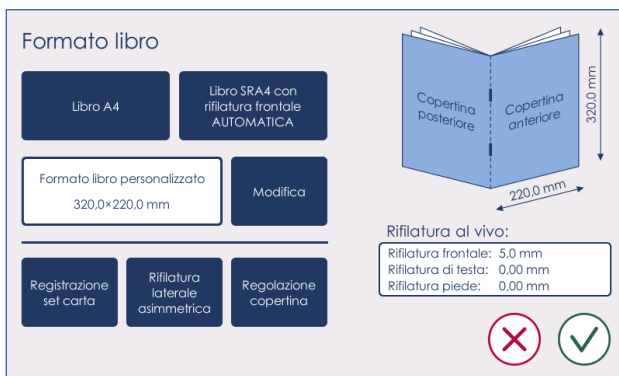 Formato libro
Libro A4
Libro SRA4 con
rifilatura frontale
AUTOMATICA
Formato libro personalizzato
320,0×220,0 mm
Modifica
Registrazione
set carta
Rifilatura
laterale
asimmetrica
Regolazione
copertina
Copertina
posteriore
Copertina
anteriore
320,0 mm
220,0 mm
Rifilatura al vivo:
Rifilatura frontale: 5,0 mm
Rifilatura di testa: 0,00 mm
Rifilatura piede: 0,00 mm